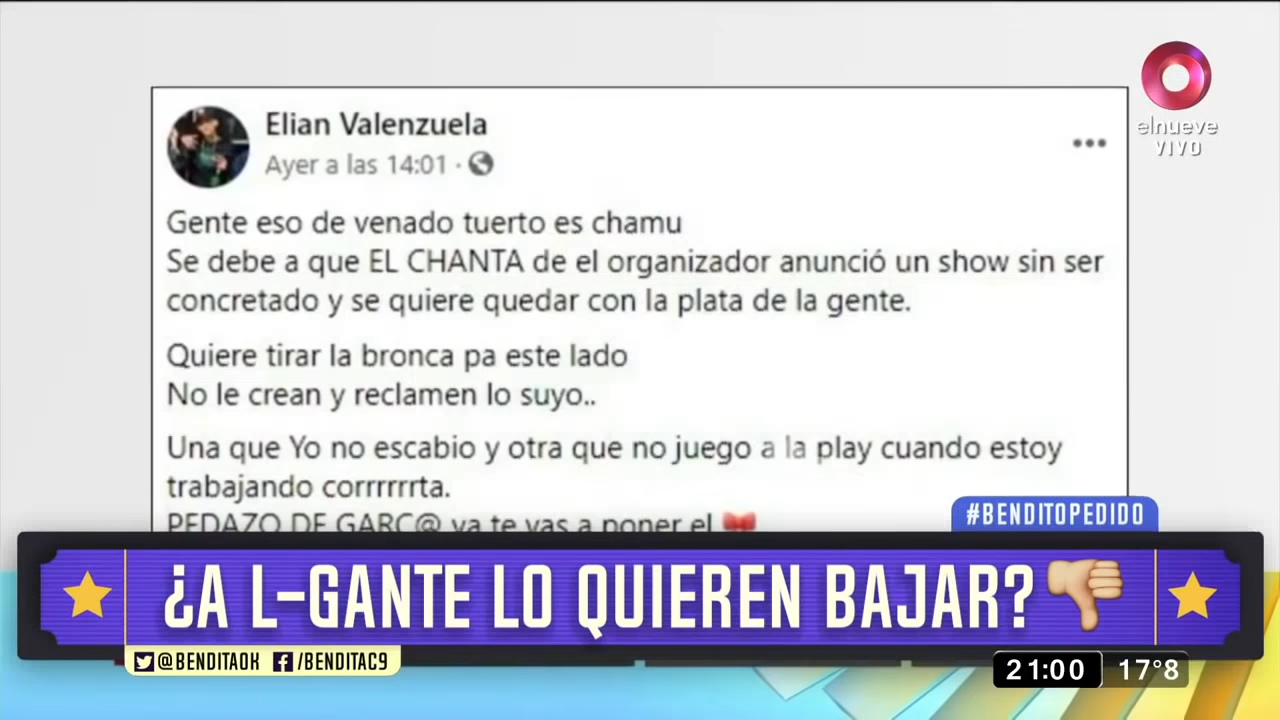 Elian Valenzuela
Ayer a las 14:01 ·
elnueve
VIVO
Gente eso de venado tuerto es chamu
Se debe a que EL CHANTA de el organizador anunció un show sin ser
concretado y se quiere quedar con la plata de la gente.
Quiere tirar la bronca pa este lado
No le crean y reclamen lo suyo..
Una que Yo no escabio y otra que no juego a la play cuando estoy
trabajando corrrrrrta.
PEDAZO DE GARC@ ya te vas a poner el
#BENDITOPEDIDO
¿A L-GANTE LO QUIEREN BAJAR?
@BENDITAOK /BENDITAC9
21:00 17°8